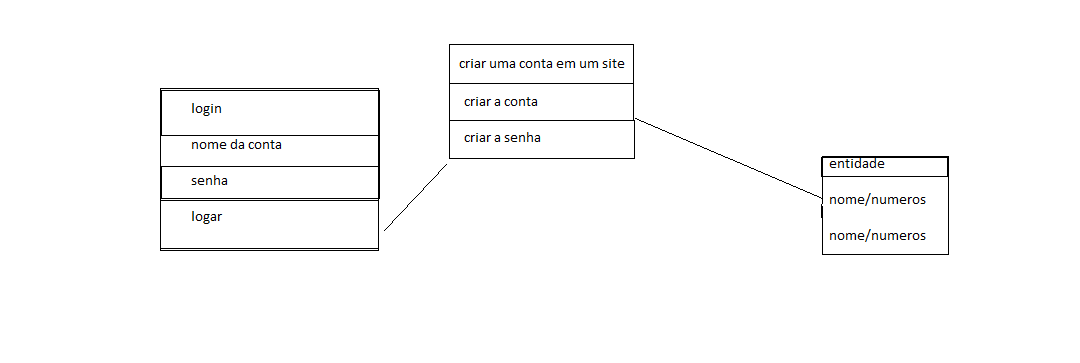 login
nome da conta
senha
logar
criar uma conta em um site
criar a conta
criar a senha
entidade
nome/numeros
nome/numeros